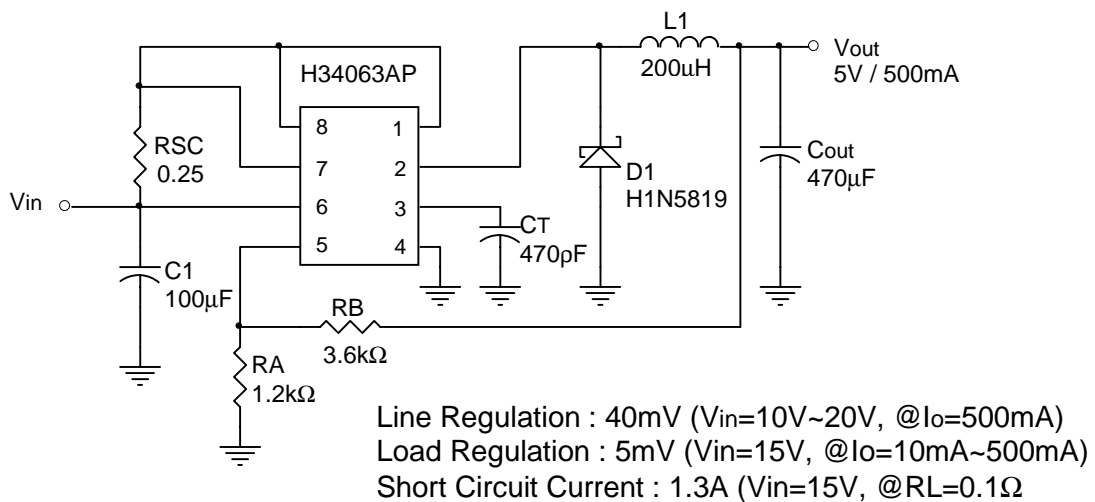 L1
200uH
Vout
5V / 500mA
H34063AP
8 1
7 2
6 3
5 4
RSC
0.25
Vin
C1
100μF
CT
470ρF
D1
H1N5819
Cout
470μF
RB
3.6kΩ
RA
1.2kΩ
Line Regulation : 40mV (Vin=10V~20V, @Io=500mA)
Load Regulation : 5mV (Vin=15V, @Io=10mA~500mA)
Short Circuit Current : 1.3A (Vin=15V, @RL=0.1Ω